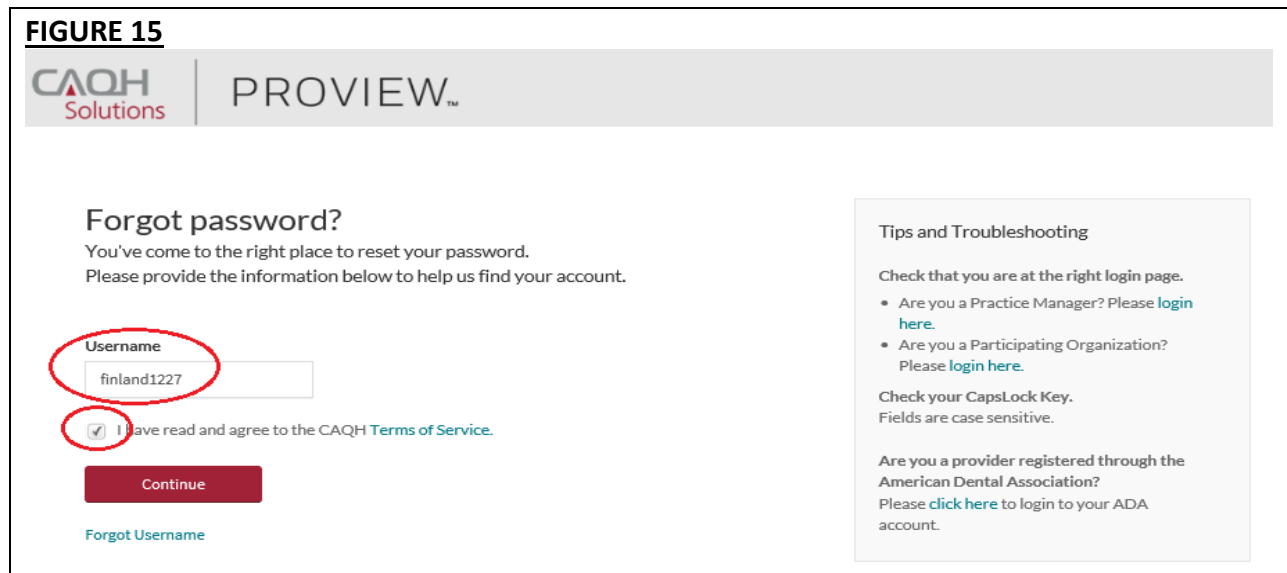 FIGURE 15
CAQH
Solutions
PROVIEW™
Forgot password?
You've come to the right place to reset your password.
Please provide the information below to help us find your account.
Username
finland1227
I have read and agree to the CAQH Terms of Service.
Continue
Forgot Username
Tips and Troubleshooting
Check that you are at the right login page.
• Are you a Practice Manager? Please login
here.
• Are you a Participating Organization?
Please login here.
Check your CapsLock Key.
Fields are case sensitive.
Are you a provider registered through the
American Dental Association?
Please click here to login to your ADA
account.